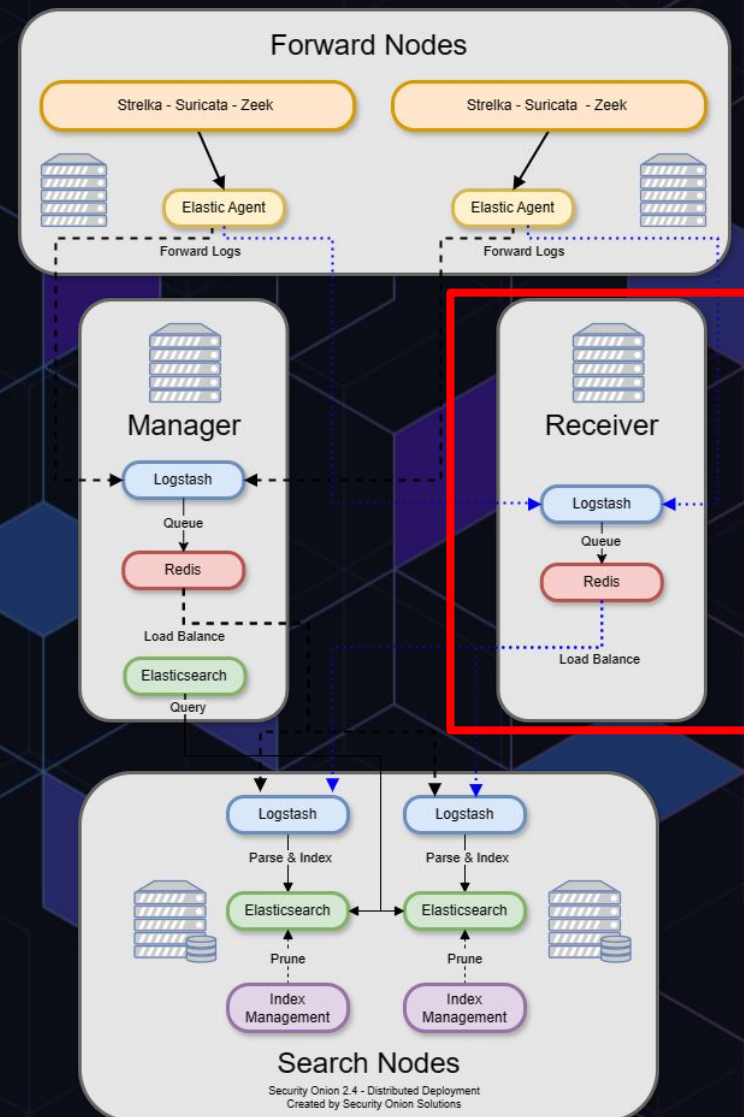 Forward Nodes
Strelka - Suricata - Zeek
Strelka - Suricata - Zeek
Elastic Agent
Elastic Agent
Forward Logs
Forward Logs
Manager
Logstash
Queue
Redis
Load Balance
Elasticsearch
Query
Receiver
Logstash
Queue
Redis
Load Balance
Logstash
Logstash
Parse & Index
Parse & Index
Elasticsearch
Elasticsearch
Prune
Prune
Index
Management
Index
Management
Search Nodes
Security Onion 2.4 - Distributed Deployment
Created by Security Onion Solutions